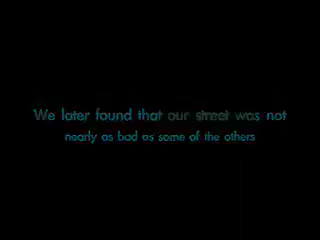 We later found that our street was not
nearly as bad as some of the others